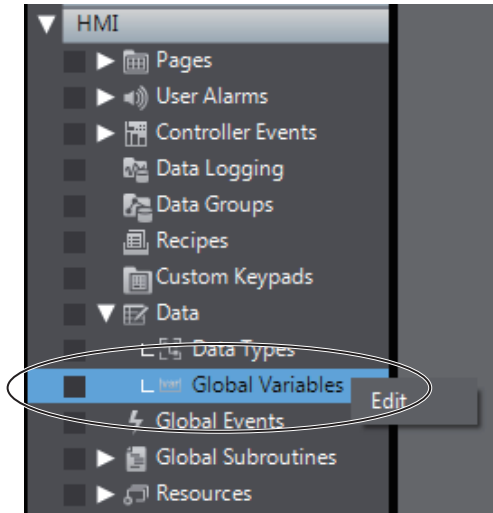 HMI
Pages
User Alarms
Controller Events
Data Logging
Data Groups
Recipes
Custom Keypads
Data
Data Types
Global Variables
Edit
Global Events
Global Subroutines
Resources